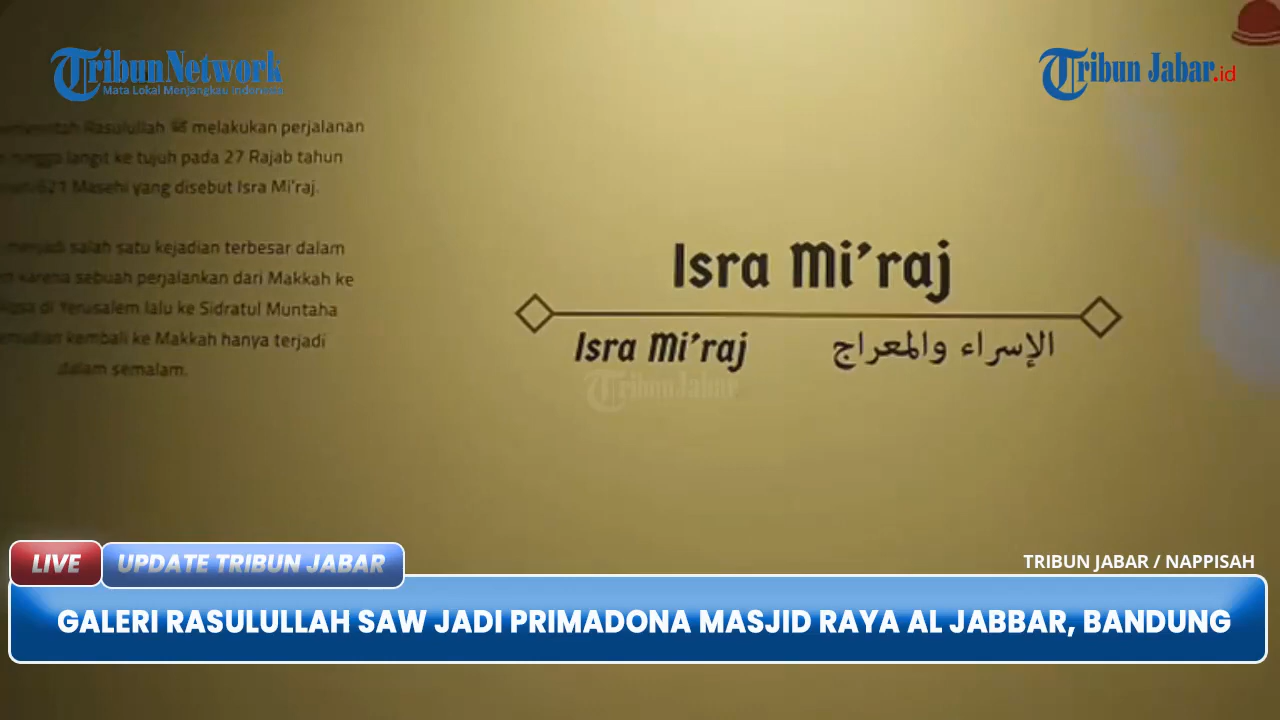 TribunNetwork
Mata Lokal Menjangkau Indonesia
Tribun Jabar.id
Rasulullah ﷺ melakukan perjalanan
hingga langit ke tujuh pada 27 Rajab tahun
621 Masehi yang disebut Isra Mi'raj.
menjadi salah satu kejadian terbesar dalam
karena sebuah perjalankan dari Makkah ke
di Yerusalem lalu ke Sidratul Muntaha
kembali ke Makkah hanya terjadi
dalam semalam.
Isra Mi'raj
Isra Mi'raj الإسراء والمعراج
Tribun Jabar
LIVE UPDATE TRIBUN JABAR
TRIBUN JABAR / NAPPISAH
GALERI RASULULLAH SAW JADI PRIMADONA MASJID RAYA AL JABBAR, BANDUNG